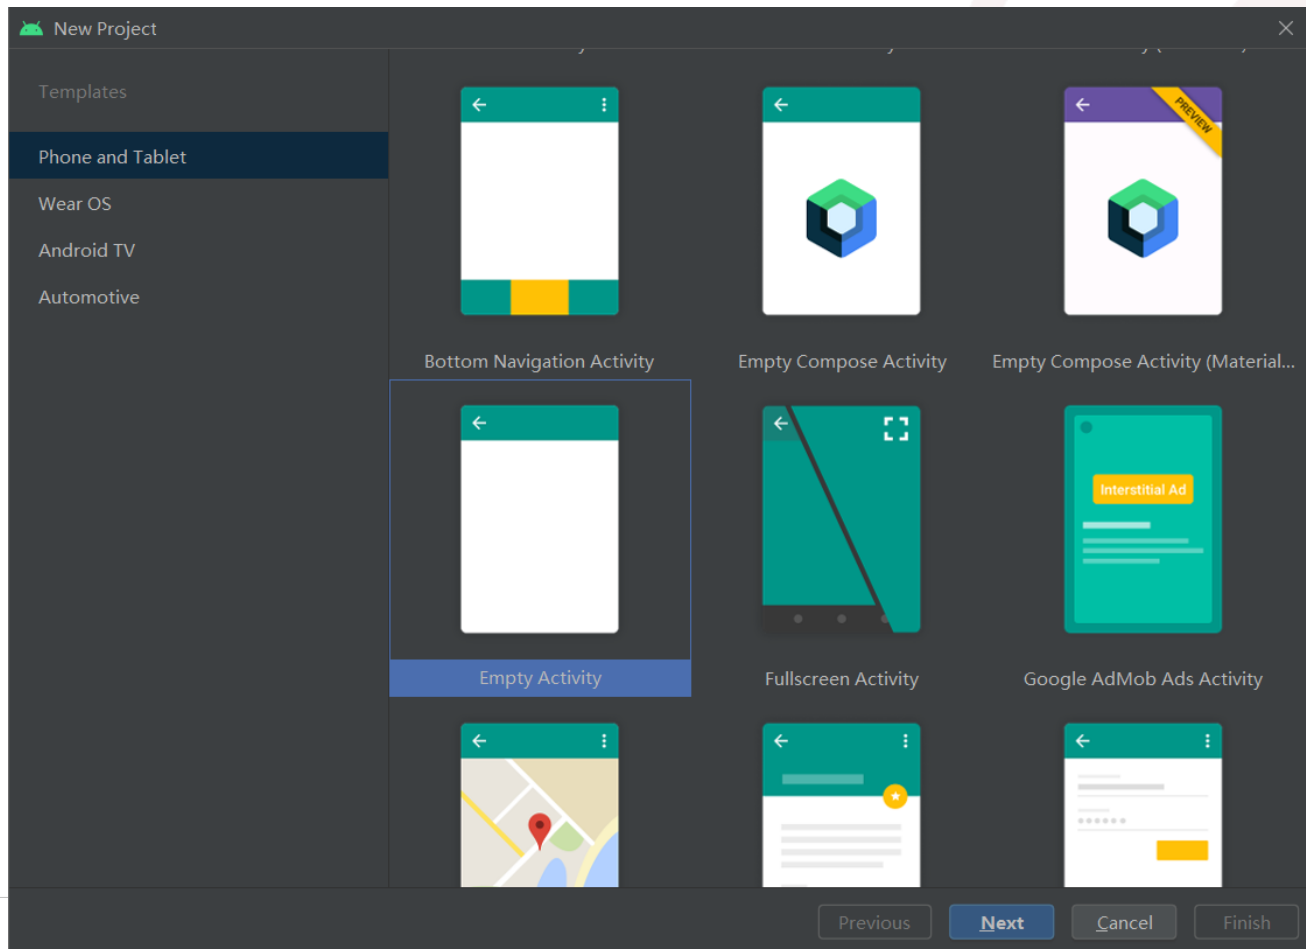 New Project
Templates
Phone and Tablet
Wear OS
Android TV
Automotive
PREVIEW
Bottom Navigation Activity
Empty Compose Activity
Empty Compose Activity (Material...
Interstitial Ad
Empty Activity
Fullscreen Activity
Google AdMob Ads Activity
Previous
Next
Cancel
Finish